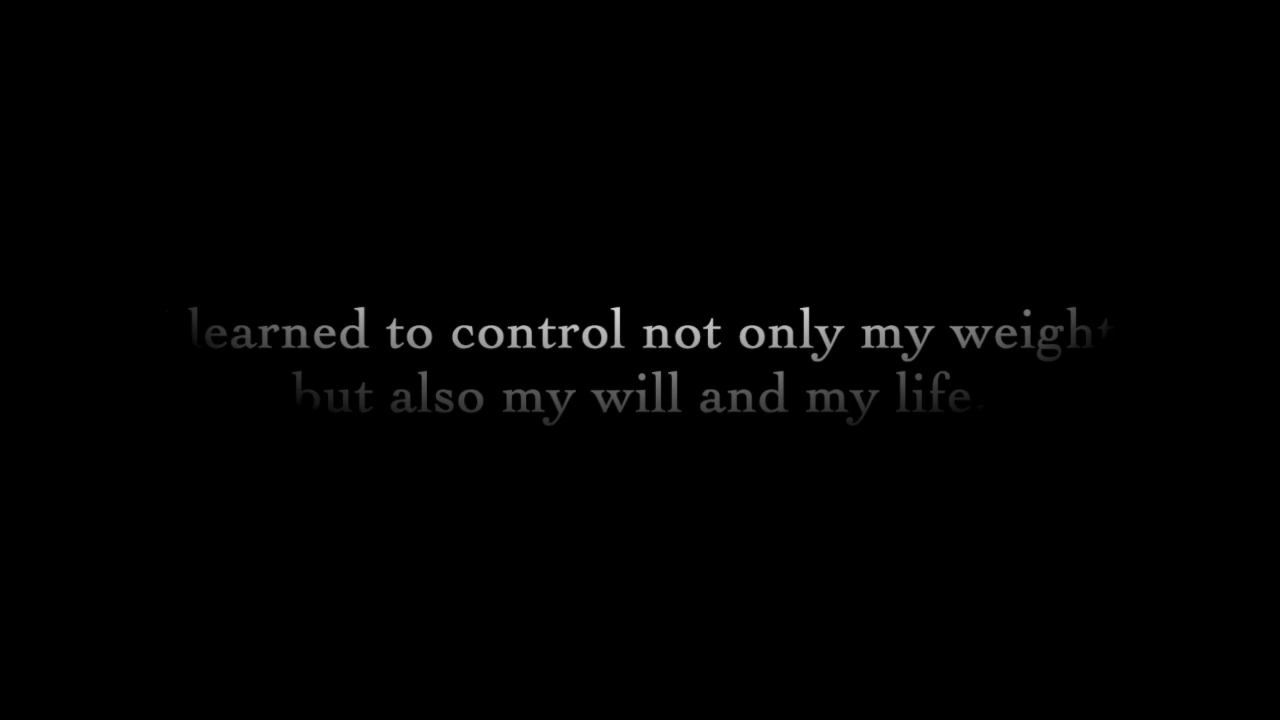 learned to control not only my weight
but also my will and my life.